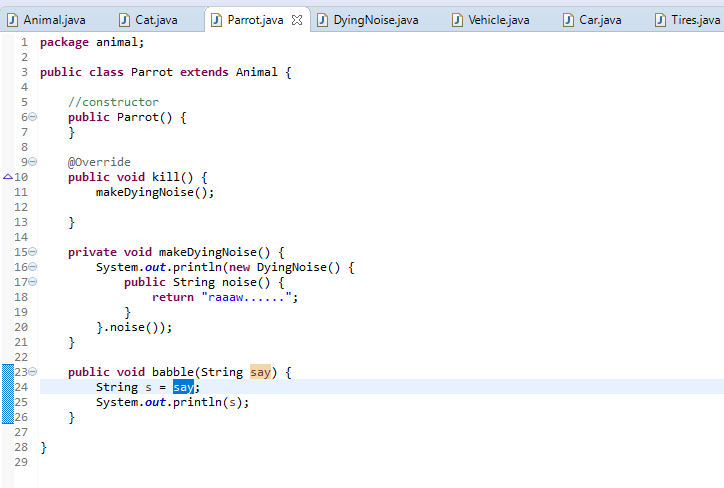 Animal.java Cat.java Parrot.java DyingNoise.java Vehicle.java Car.java Tires.java
1 package animal;
2
3 public class Parrot extends Animal {
4
5     //constructor
6     public Parrot() {
7     }
8
9     @Override
10     public void kill() {
11         makeDyingNoise();
12
13     }
14
15     private void makeDyingNoise() {
16         System.out.println(new DyingNoise() {
17             public String noise() {
18                 return "raaaw......";
19             }
20         }.noise());
21     }
22
23     public void babble(String say) {
24         String s = say;
25         System.out.println(s);
26     }
27
28 }
29